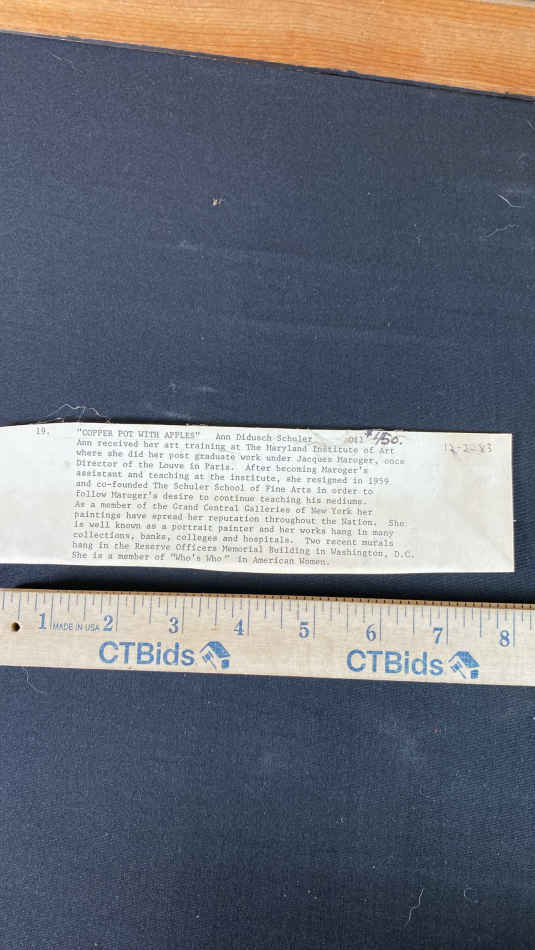 19. "COPPER POT WITH APPLES" Ann Didusch Schuler Oil $450.
Ann received her art training at The Maryland Institute of Art 12-2083
where she did her post graduate work under Jacques Maroger, once
Director of the Louve in Paris. After becoming Maroger's
assistant and teaching at the institute, she resigned in 1959
and co-founded The Schuler School of Fine Arts in order to
follow Maroger's desire to continue teaching his mediums.
As a member of the Grand Central Galleries of New York her
paintings have spread her reputation throughout the Nation. She
is well known as a portrait painter and her works hang in many
collections, banks, colleges and hospitals. Two recent murals
hang in the Reserve Officers Memorial Building in Washington, D.C.
She is a member of "Who's Who" in American Women.
1 MADE IN USA 2 3 4 5 6 7 8
CTBids CTBids